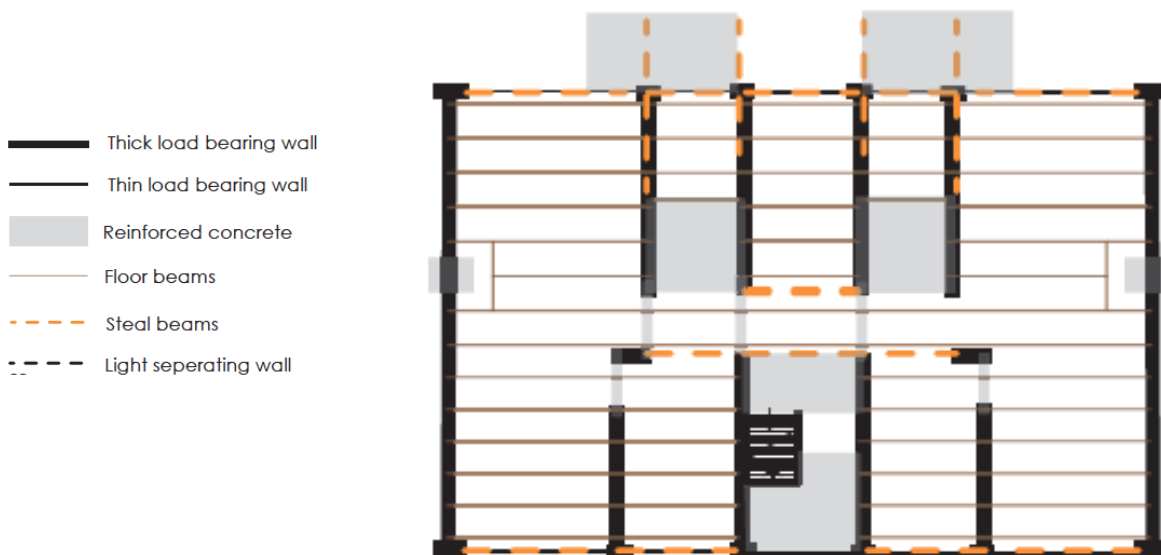 Thick load bearing wall
Thin load bearing wall
Reinforced concrete
Floor beams
Steal beams
Light seperating wall